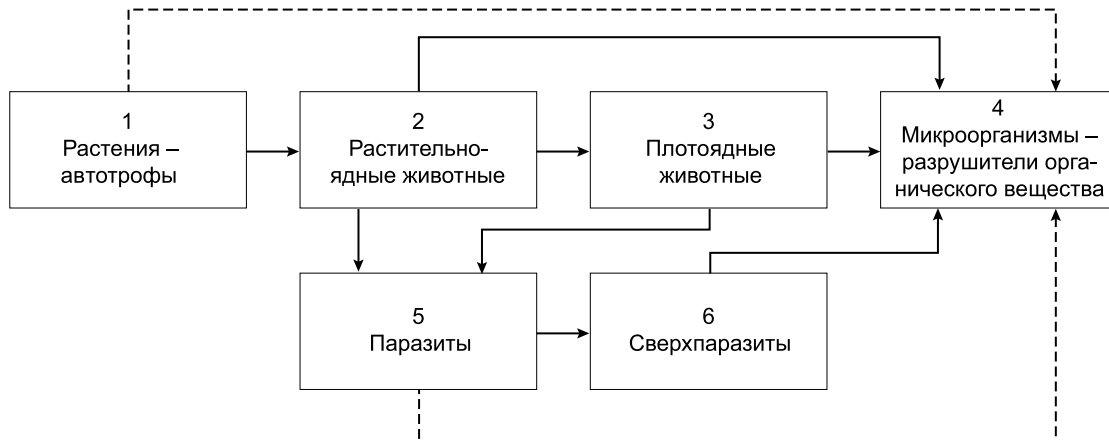 1
Растения –
автотрофы
2
Растительно-
ядные животные
3
Плотоядные
животные
4
Микроорганизмы –
разрушители орга-
нического вещества
5
Паразиты
6
Сверхпаразиты